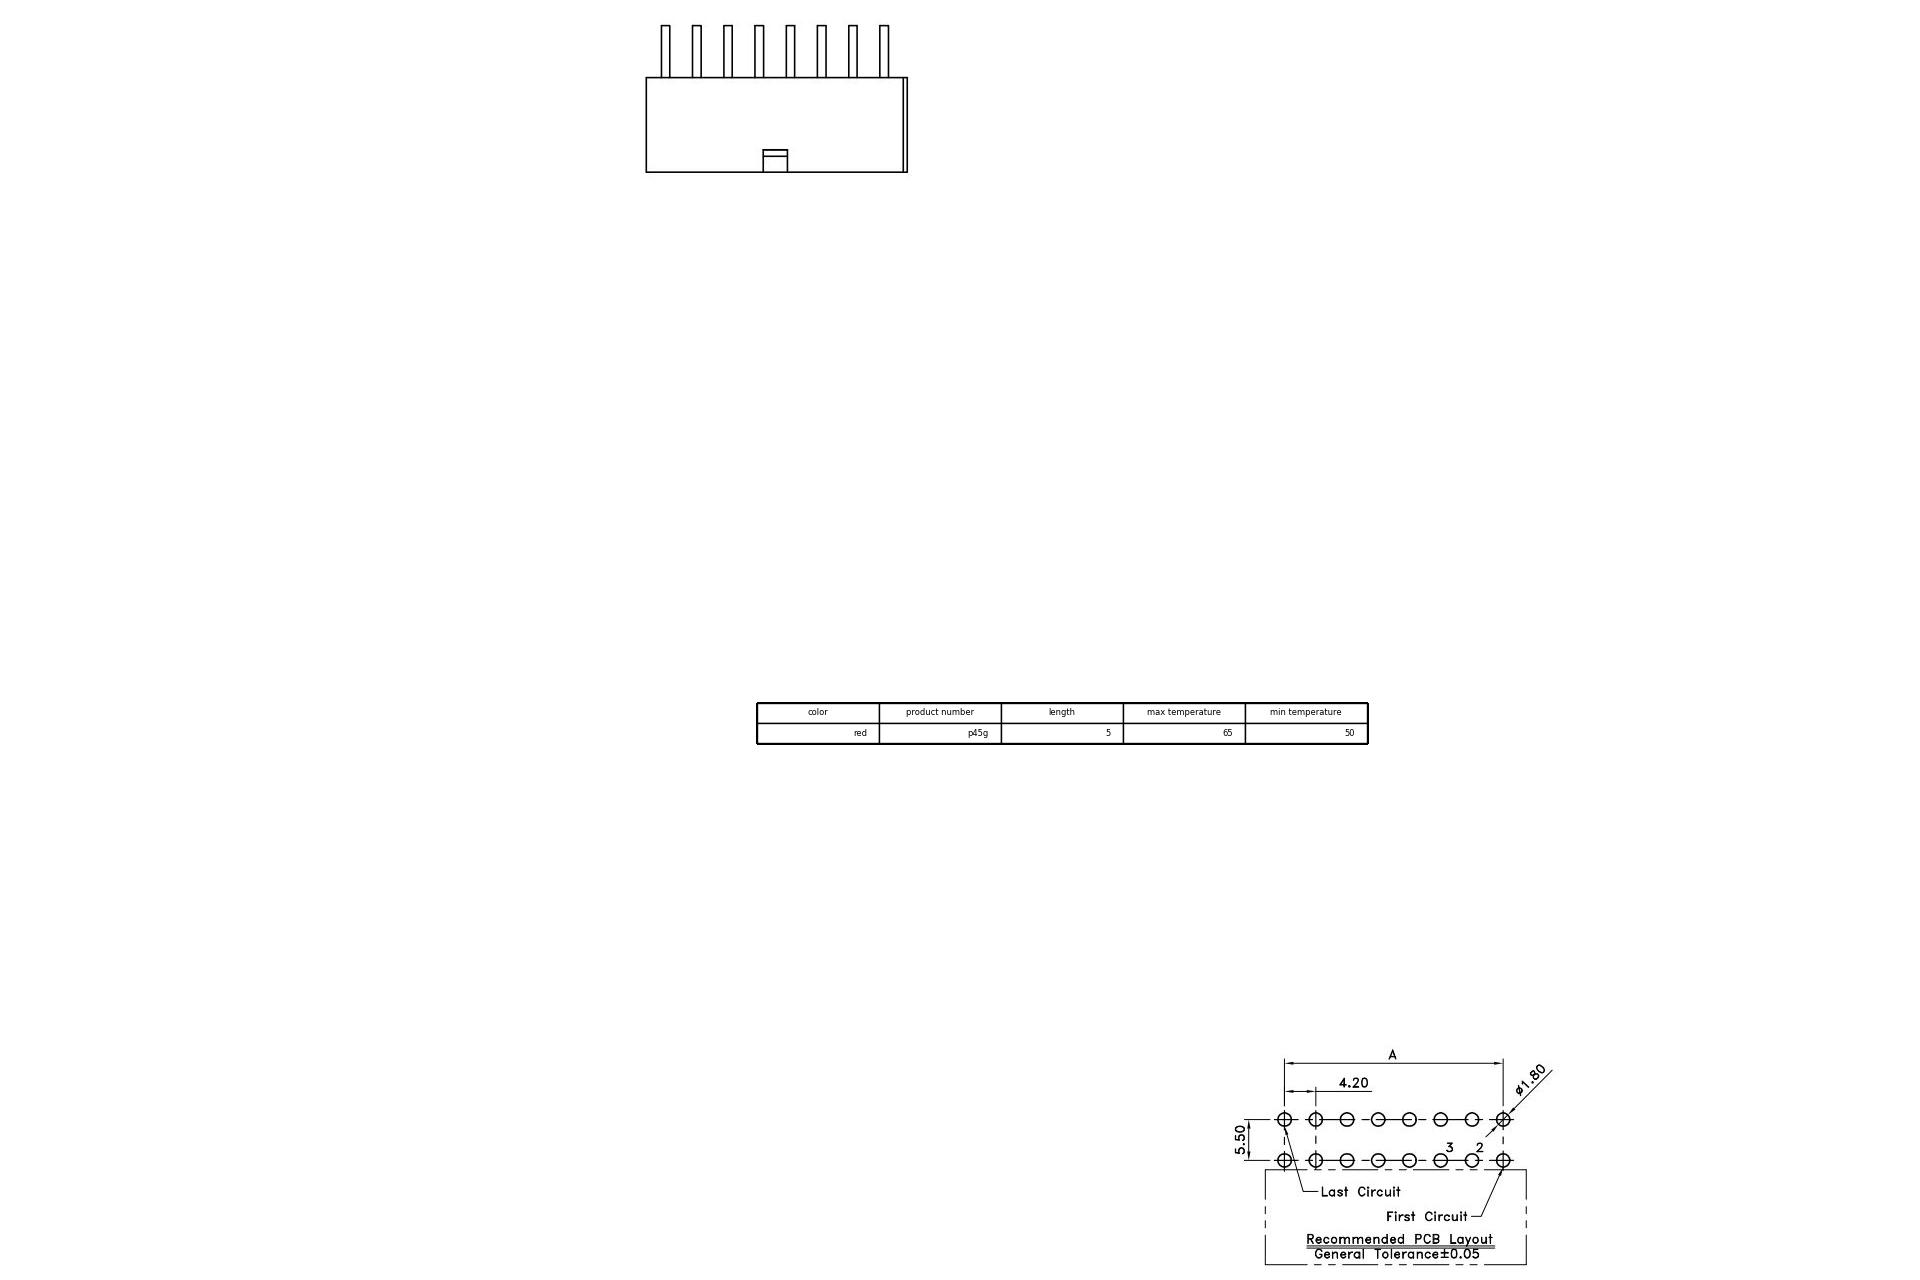 color product number length max temperature min temperature
red p45g 5 65 50
A
4.20
ø1.80
5.50
3 2
Last Circuit
First Circuit
Recommended PCB Layout
General Tolerance±0.05